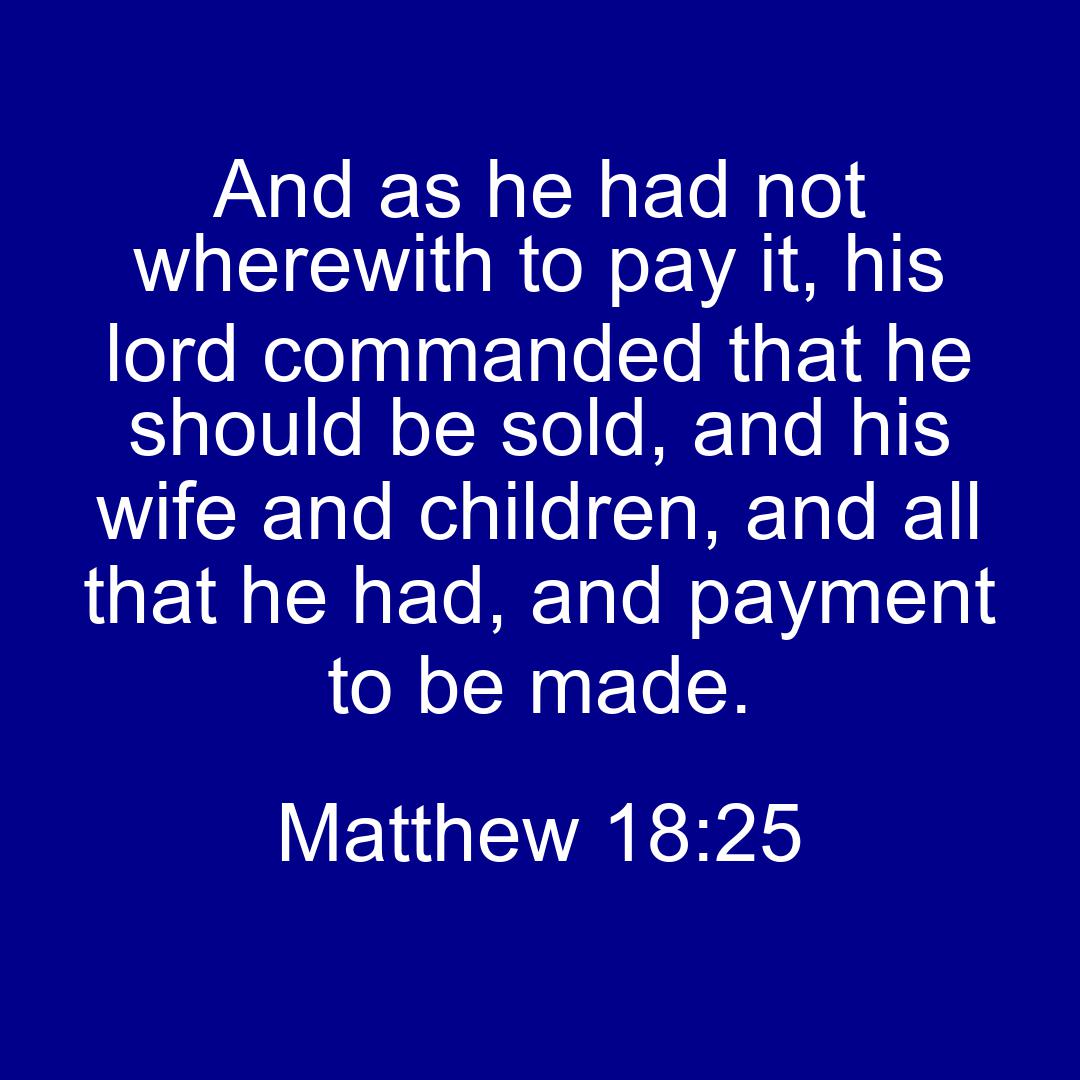 And as he had not
wherewith to pay it, his
lord commanded that he
should be sold, and his
wife and children, and all
that he had, and payment
to be made.
Matthew 18:25